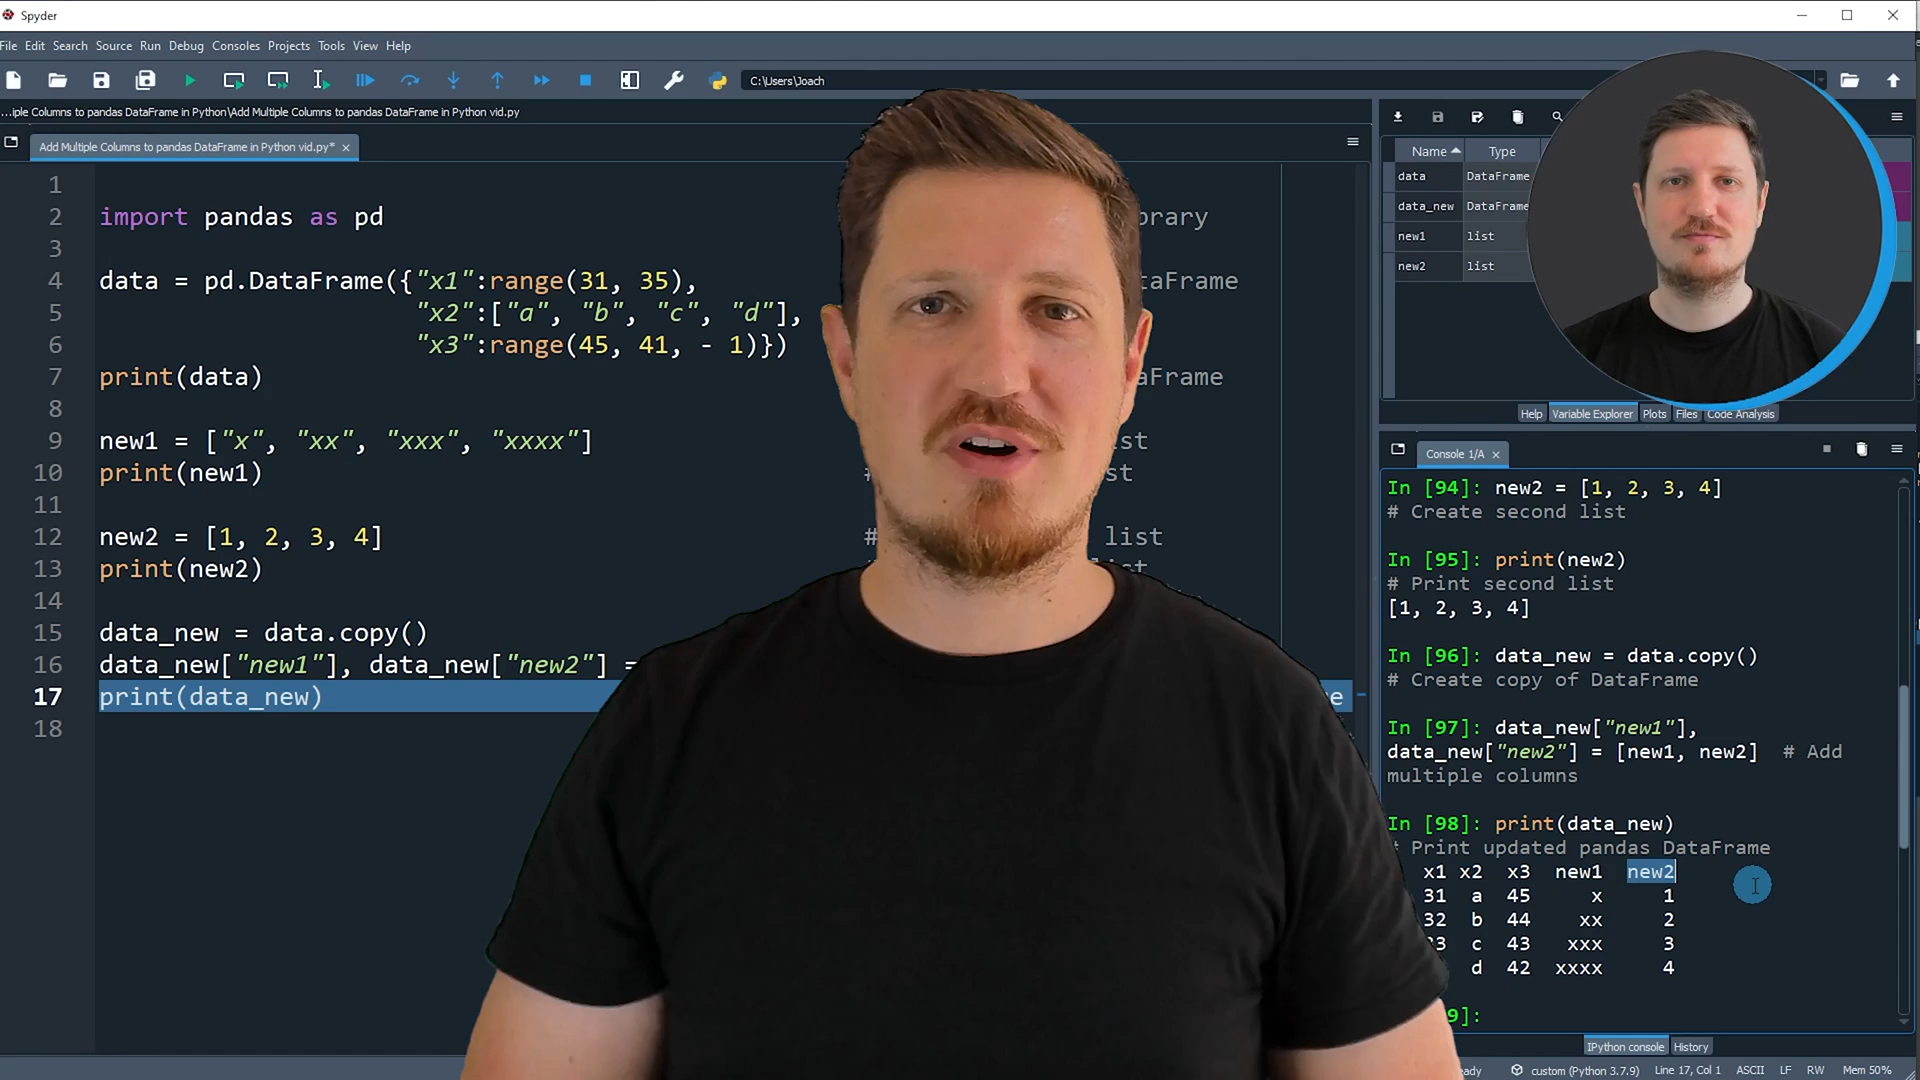 Spyder
File Edit Search Source Run Debug Consoles Projects Tools View Help
C:\Users\Joach
...iple Columns to pandas DataFrame in Python\Add Multiple Columns to pandas DataFrame in Python vid.py
Add Multiple Columns to pandas DataFrame in Python vid.py*
1
2 import pandas as pd
3
4 data = pd.DataFrame({"x1":range(31, 35),
5 "x2":["a", "b", "c", "d"],
6 "x3":range(45, 41, - 1)})
7 print(data)
8
9 new1 = ["x", "xx", "xxx", "xxxx"]
10 print(new1)
11
12 new2 = [1, 2, 3, 4] # list
13 print(new2)
14
15 data_new = data.copy()
16 data_new["new1"], data_new["new2"] =
17 print(data_new)
18
Name Type
data DataFrame
data_new DataFrame
new1 list
new2 list
Help Variable Explorer Plots Files Code Analysis
Console 1/A
In [94]: new2 = [1, 2, 3, 4]
# Create second list
In [95]: print(new2)
# Print second list
[1, 2, 3, 4]
In [96]: data_new = data.copy()
# Create copy of DataFrame
In [97]: data_new["new1"],
data_new["new2"] = [new1, new2] # Add
multiple columns
In [98]: print(data_new)
# Print updated pandas DataFrame
x1 x2 x3 new1 new2
31 a 45 x 1
32 b 44 xx 2
3 c 43 xxx 3
d 42 xxxx 4
9]:
IPython console History
custom (Python 3.7.9) Line 17, Col 1 ASCII LF RW Mem 50%